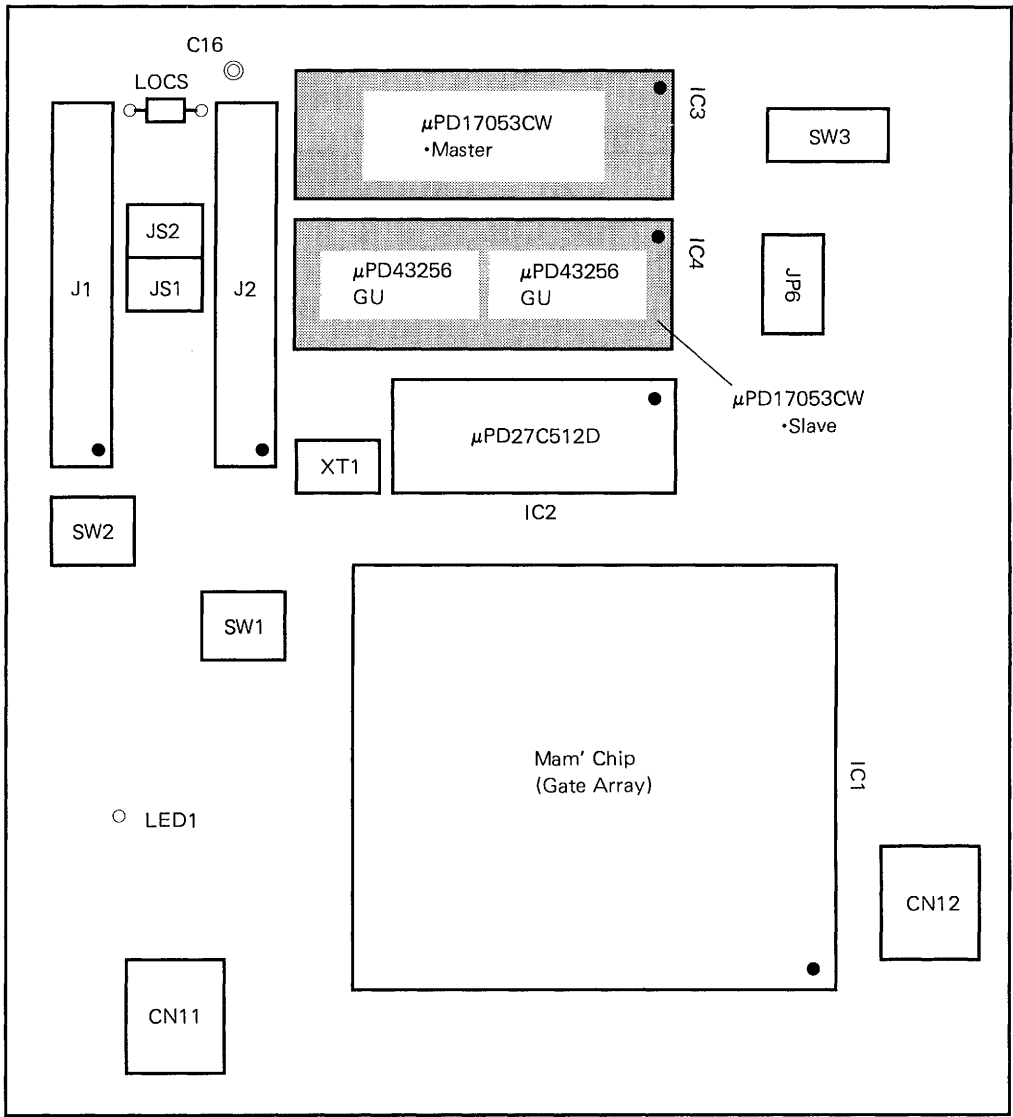 C16
LOCS
µPD17053CW
•Master
IC3
SW3
JS2
JS1
J1
J2
µPD43256
GU
µPD43256
GU
IC4
JP6
µPD17053CW
•Slave
µPD27C512D
XT1
IC2
SW2
SW1
Mam' Chip
(Gate Array)
IC1
LED1
CN12
CN11